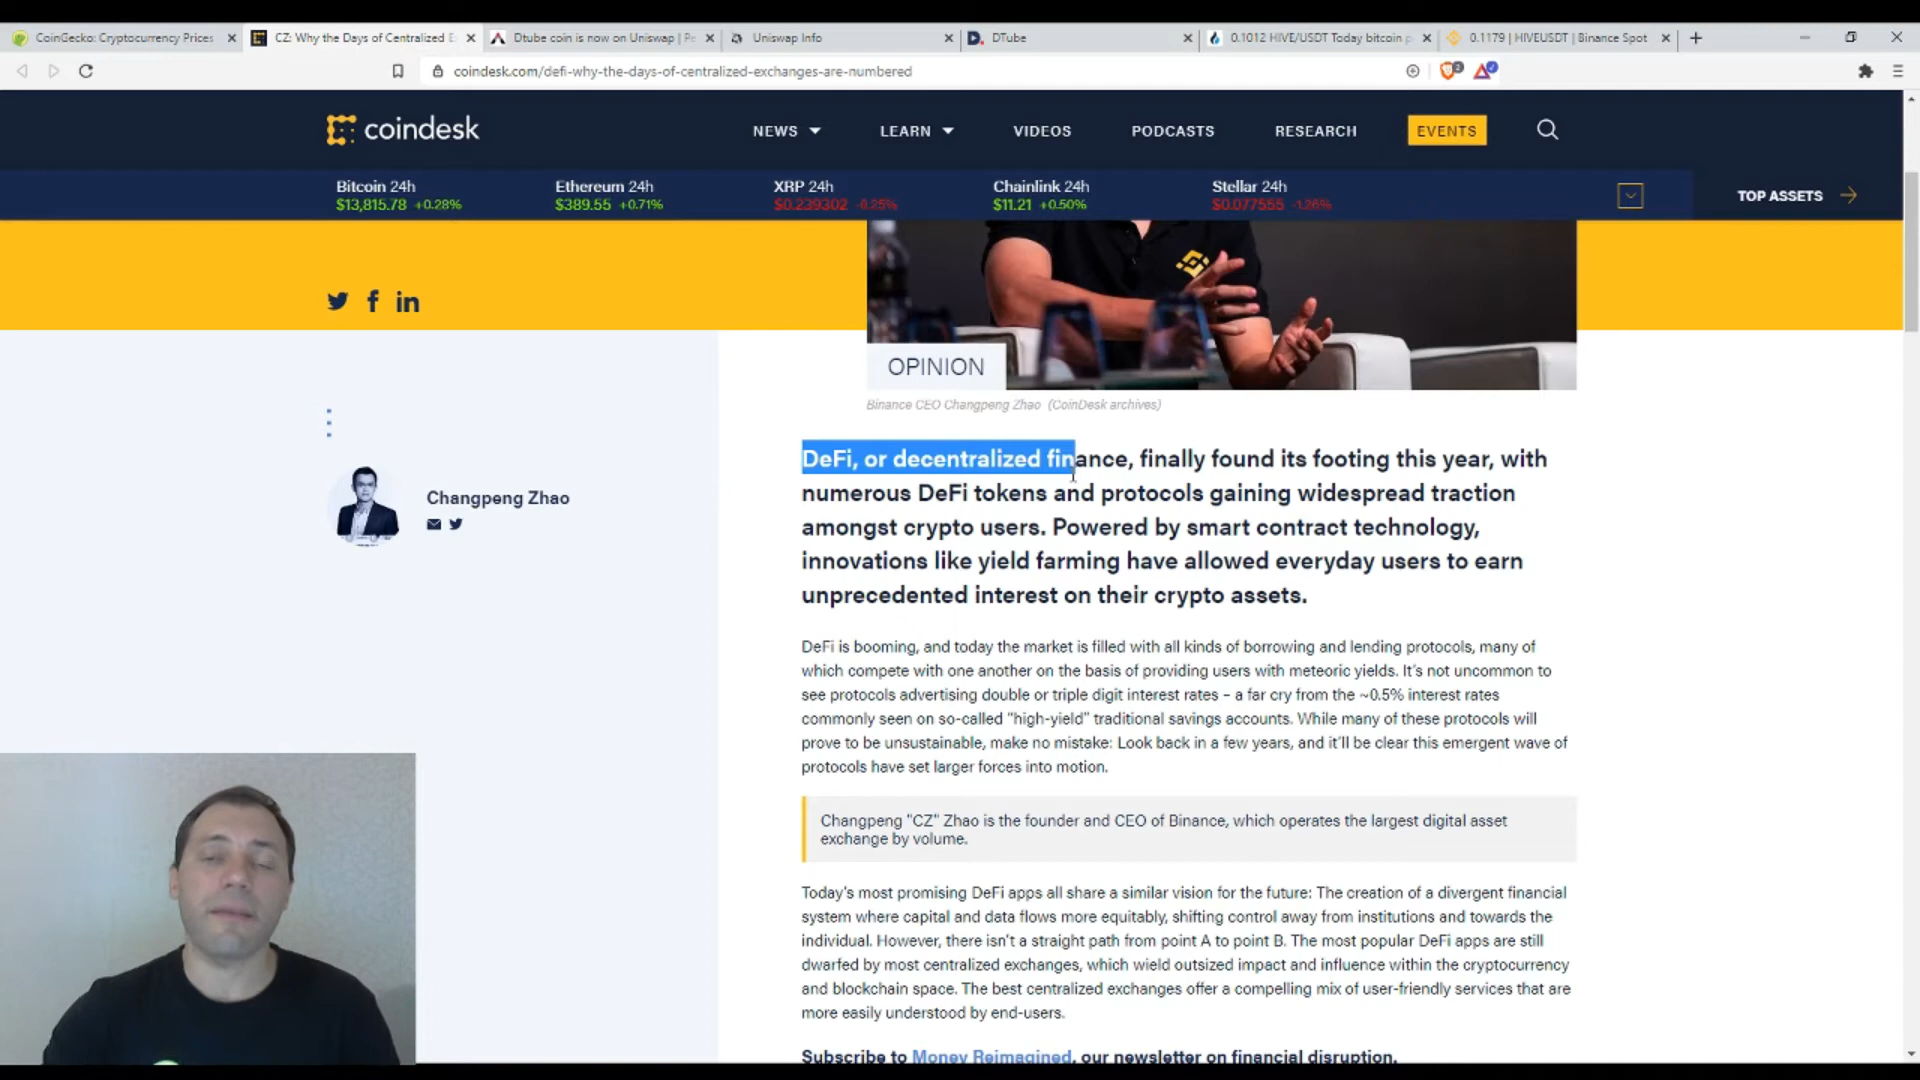 CoinGecko: Cryptocurrency Prices
CZ: Why the Days of Centralized E
Dtube coin is now on Uniswap | Pe
Uniswap Info
DTube
0.1012 HIVE/USDT Today bitcoin p
0.1179 | HIVEUSDT | Binance Spot
coindesk.com/defi-why-the-days-of-centralized-exchanges-are-numbered
coindesk
NEWS
LEARN
VIDEOS
PODCASTS
RESEARCH
EVENTS
Bitcoin 24h
$13,815.78 +0.28%
Ethereum 24h
$389.55 +0.71%
XRP 24h
$0.239302 -0.25%
Chainlink 24h
$11.21 +0.50%
Stellar 24h
$0.077555 -1.26%
TOP ASSETS
OPINION
Binance CEO Changpeng Zhao (CoinDesk archives)
Changpeng Zhao
DeFi, or decentralized finance, finally found its footing this year, with
numerous DeFi tokens and protocols gaining widespread traction
amongst crypto users. Powered by smart contract technology,
innovations like yield farming have allowed everyday users to earn
unprecedented interest on their crypto assets.
DeFi is booming, and today the market is filled with all kinds of borrowing and lending protocols, many of
which compete with one another on the basis of providing users with meteoric yields. It's not uncommon to
see protocols advertising double or triple digit interest rates – a far cry from the ~0.5% interest rates
commonly seen on so-called "high-yield" traditional savings accounts. While many of these protocols will
prove to be unsustainable, make no mistake: Look back in a few years, and it'll be clear this emergent wave of
protocols have set larger forces into motion.
Changpeng "CZ" Zhao is the founder and CEO of Binance, which operates the largest digital asset
exchange by volume.
Today's most promising DeFi apps all share a similar vision for the future: The creation of a divergent financial
system where capital and data flows more equitably, shifting control away from institutions and towards the
individual. However, there isn't a straight path from point A to point B. The most popular DeFi apps are still
dwarfed by most centralized exchanges, which wield outsized impact and influence within the cryptocurrency
and blockchain space. The best centralized exchanges offer a compelling mix of user-friendly services that are
more easily understood by end-users.
Subscribe to Money Reimagined, our newsletter on financial disruption.